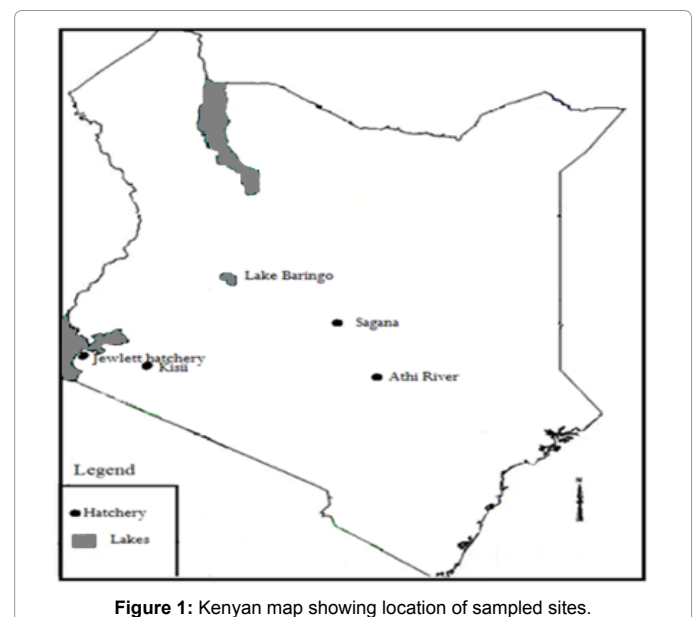 Lake Baringo
Sagana
Jewlett hatchery
Kisii
Athi River
Legend
Hatchery
Lakes
Figure 1: Kenyan map showing location of sampled sites.